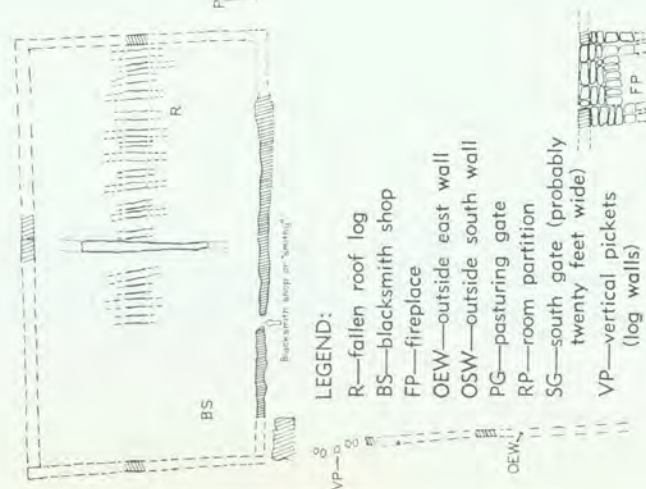 P
R
BS
Blacksmith shop or "smithy"
LEGEND:
R—fallen roof log
BS—blacksmith shop
FP—fireplace
OEW—outside east wall
OSW—outside south wall
PG—pasturing gate
RP—room partition
SG—south gate (probably
twenty feet wide)
VP—vertical pickets
(log walls)
FP
VP
OEW